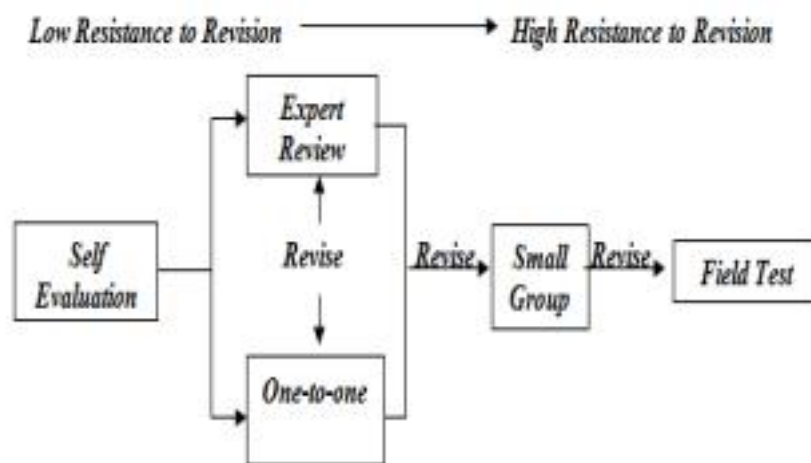 Low Resistance to Revision
High Resistance to Revision
Expert
Review
Self
Evaluation
Revise
One-to-one
Revise
Small
Group
Revise
Field Test